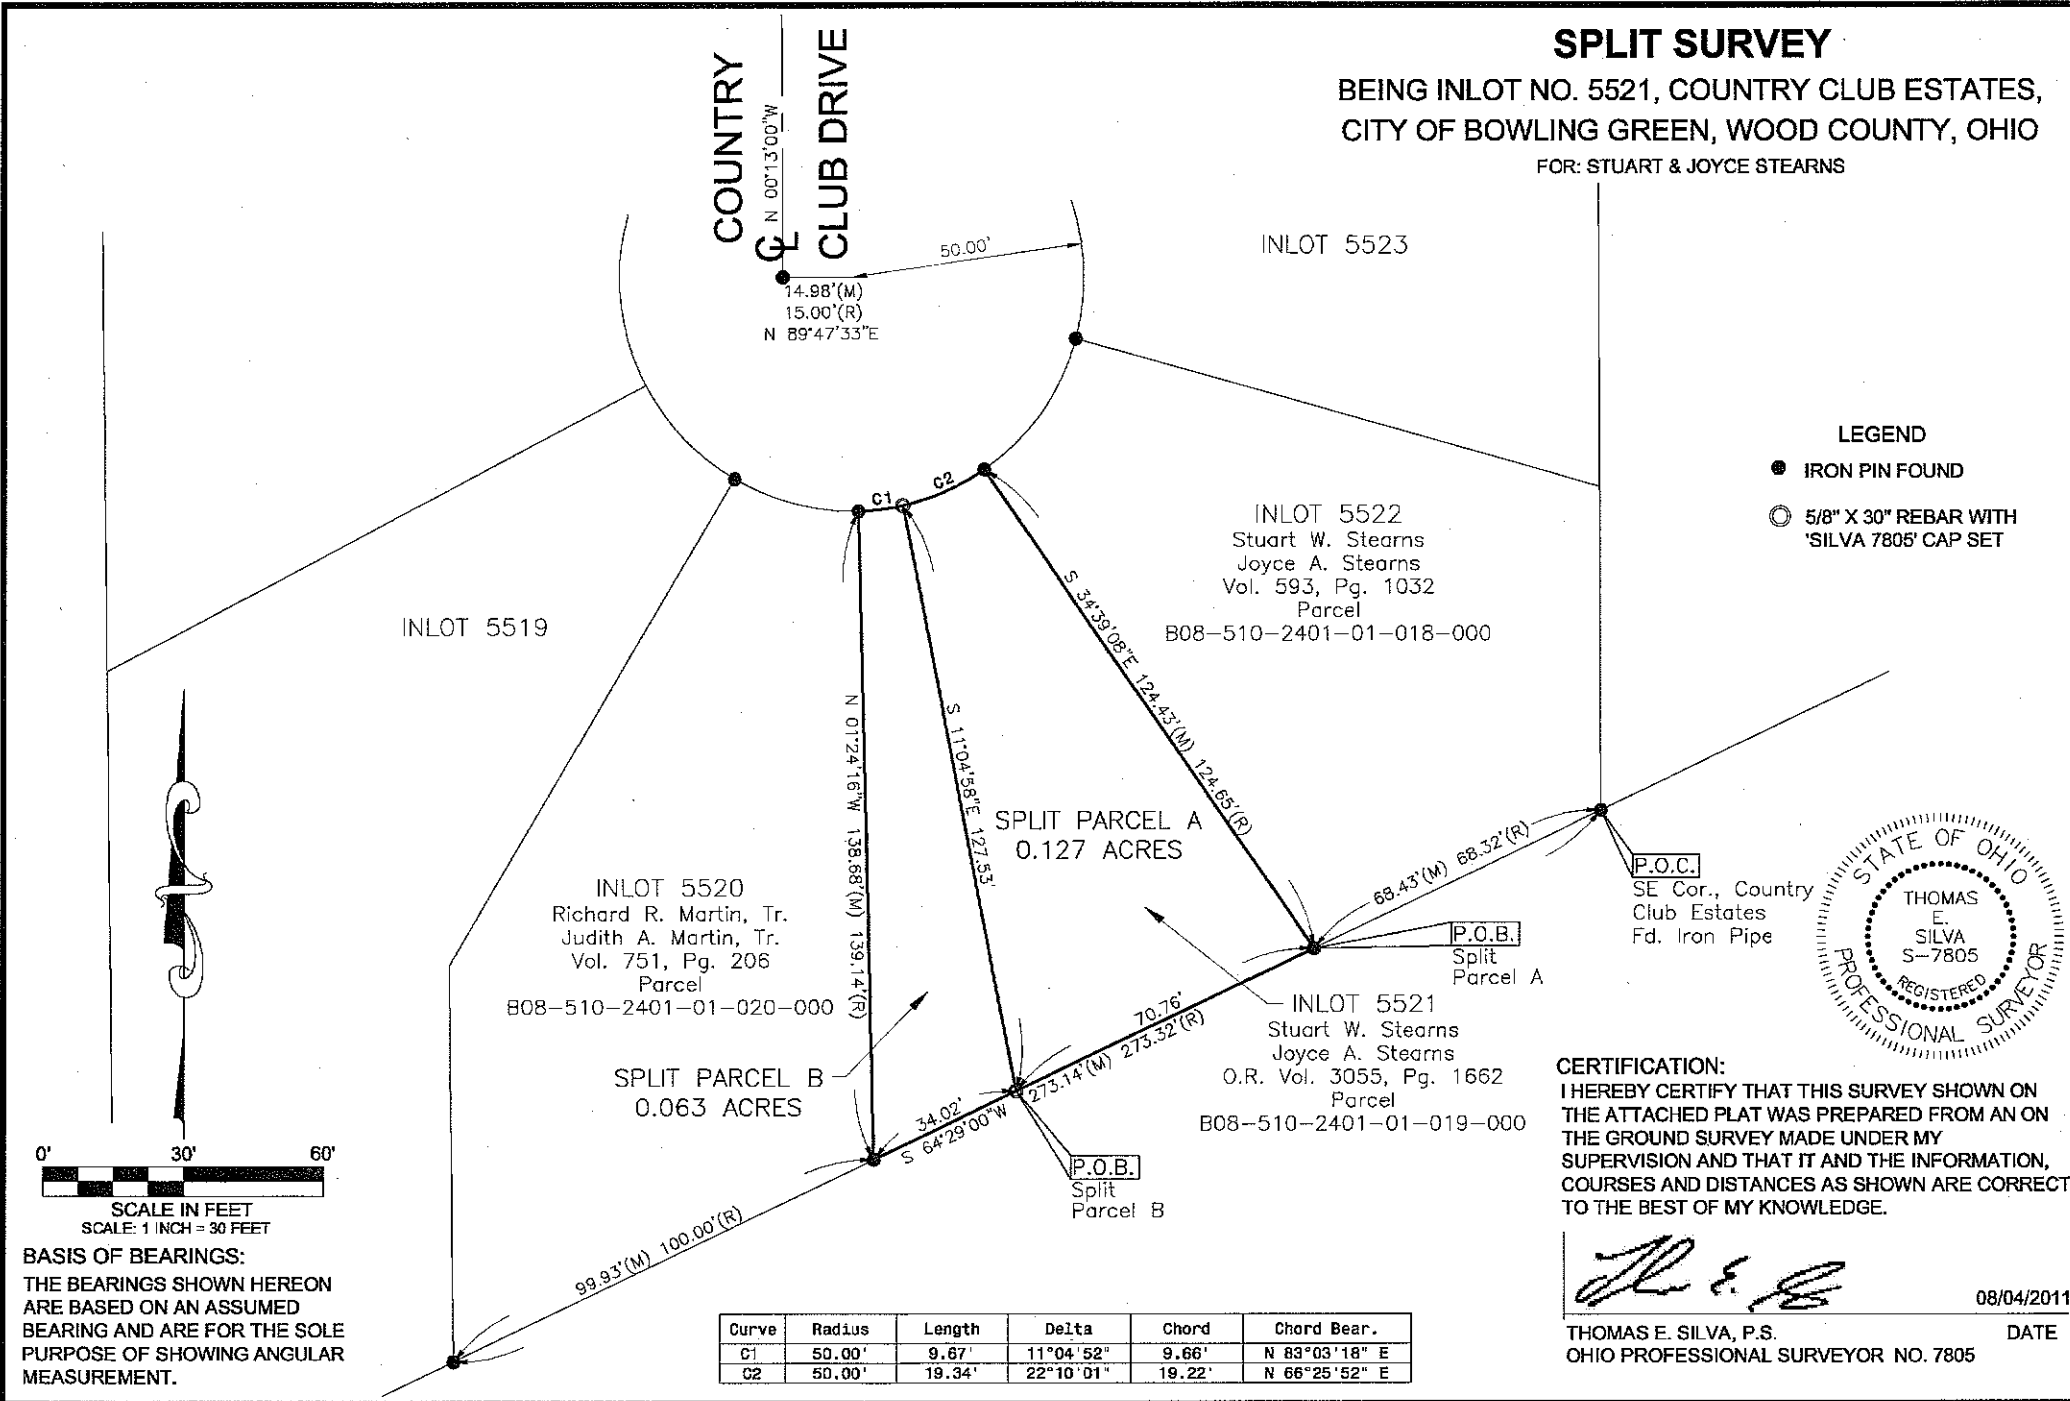 SPLIT SURVEY
BEING INLOT NO. 5521, COUNTRY CLUB ESTATES,
CITY OF BOWLING GREEN, WOOD COUNTY, OHIO
FOR: STUART & JOYCE STEARNS
COUNTRY
CLUB DRIVE
CL
N 00°13'00"W
50.00'
14.98'(M)
15.00'(R)
N 89°47'33"E
INLOT 5523
LEGEND
IRON PIN FOUND
5/8" X 30" REBAR WITH
'SILVA 7805' CAP SET
C1
C2
INLOT 5522
Stuart W. Stearns
Joyce A. Stearns
Vol. 593, Pg. 1032
Parcel
B08-510-2401-01-018-000
INLOT 5519
N 01°24'16"W 138.68'(M) 139.14'(R)
S 11°04'58"E 127.53'
S 34°39'08"E 124.43'(M) 124.65'(R)
SPLIT PARCEL A
0.127 ACRES
68.43'(M) 68.32'(R)
P.O.C.
SE Cor., Country
Club Estates
Fd. Iron Pipe
STATE OF OHIO
THOMAS
E.
SILVA
S-7805
REGISTERED
PROFESSIONAL SURVEYOR
INLOT 5520
Richard R. Martin, Tr.
Judith A. Martin, Tr.
Vol. 751, Pg. 206
Parcel
B08-510-2401-01-020-000
P.O.B.
Split
Parcel A
INLOT 5521
Stuart W. Stearns
Joyce A. Stearns
O.R. Vol. 3055, Pg. 1662
Parcel
B08-510-2401-01-019-000
70.76'
273.14'(M) 273.32'(R)
SPLIT PARCEL B
0.063 ACRES
34.02'
S 64°29'00"W
P.O.B.
Split
Parcel B
99.93'(M) 100.00'(R)
0' 30' 60'
SCALE IN FEET
SCALE: 1 INCH = 30 FEET
BASIS OF BEARINGS:
THE BEARINGS SHOWN HEREON
ARE BASED ON AN ASSUMED
BEARING AND ARE FOR THE SOLE
PURPOSE OF SHOWING ANGULAR
MEASUREMENT.
Curve Radius Length Delta Chord Chord Bear.
C1 50.00' 9.67' 11°04'52" 9.66' N 83°03'18" E
C2 50.00' 19.34' 22°10'01" 19.22' N 66°25'52" E
CERTIFICATION:
I HEREBY CERTIFY THAT THIS SURVEY SHOWN ON
THE ATTACHED PLAT WAS PREPARED FROM AN ON
THE GROUND SURVEY MADE UNDER MY
SUPERVISION AND THAT IT AND THE INFORMATION,
COURSES AND DISTANCES AS SHOWN ARE CORRECT
TO THE BEST OF MY KNOWLEDGE.
08/04/2011
THOMAS E. SILVA, P.S. DATE
OHIO PROFESSIONAL SURVEYOR NO. 7805